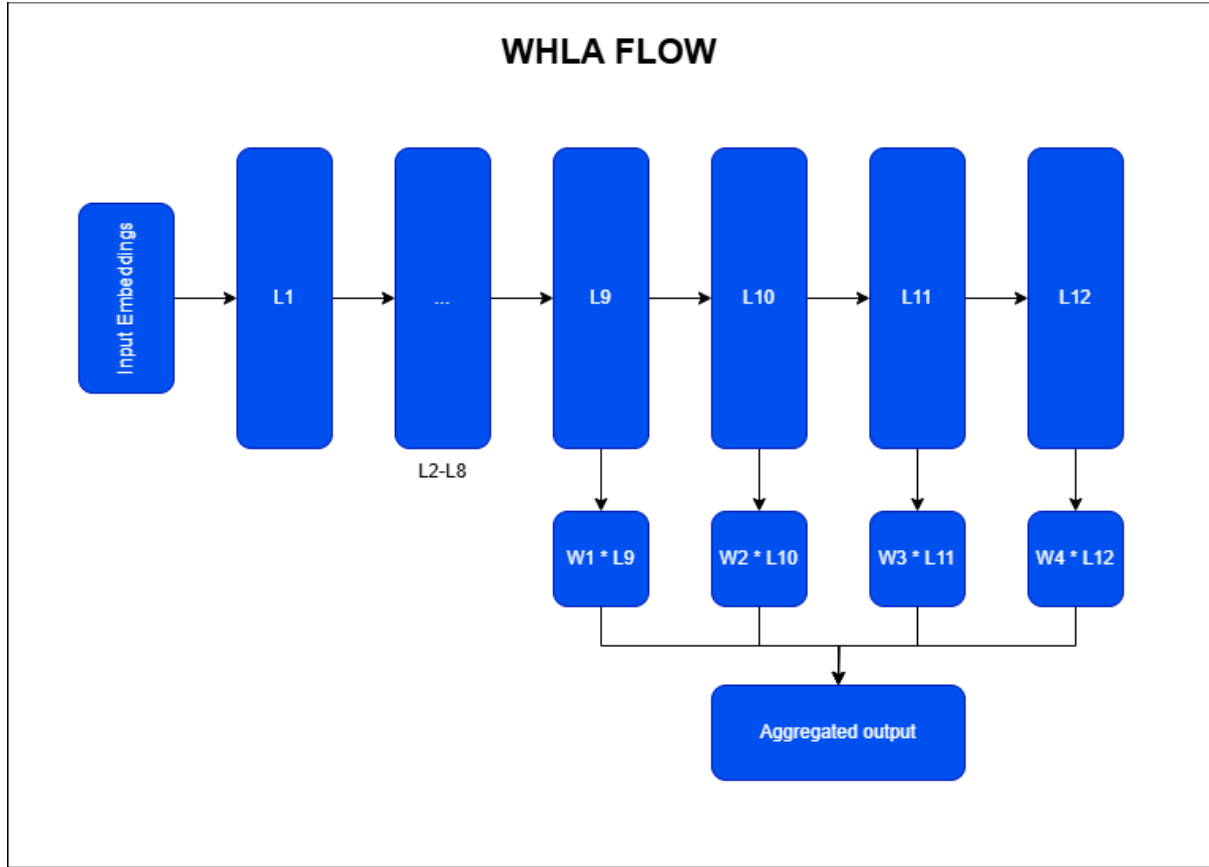 WHLA FLOW
Input Embeddings
L1
...
L9
L10
L11
L12
L2-L8
W1 * L9
W2 * L10
W3 * L11
W4 * L12
Aggregated output